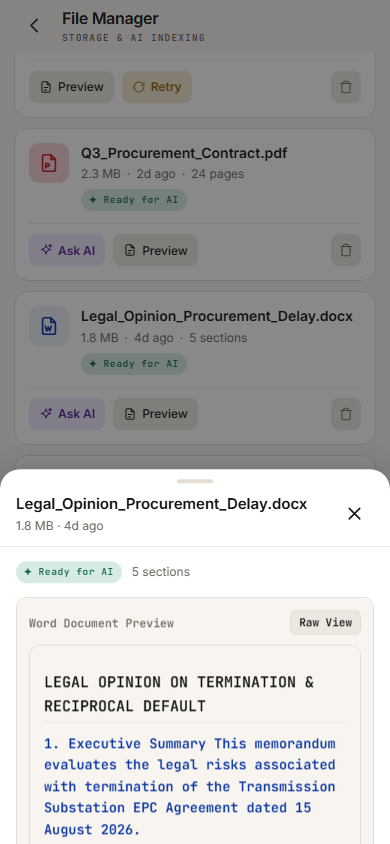 File Manager
STORAGE & AI INDEXING
Preview
Retry
Q3_Procurement_Contract.pdf
2.3 MB · 2d ago · 24 pages
Ready for AI
Ask AI
Preview
Legal_Opinion_Procurement_Delay.docx
1.8 MB · 4d ago · 5 sections
Ready for AI
Ask AI
Preview
Legal_Opinion_Procurement_Delay.docx
1.8 MB · 4d ago
Ready for AI
5 sections
Word Document Preview
Raw View
LEGAL OPINION ON TERMINATION &
RECIPROCAL DEFAULT
1. Executive Summary This memorandum
evaluates the legal risks associated
with termination of the Transmission
Substation EPC Agreement dated 15
August 2026.